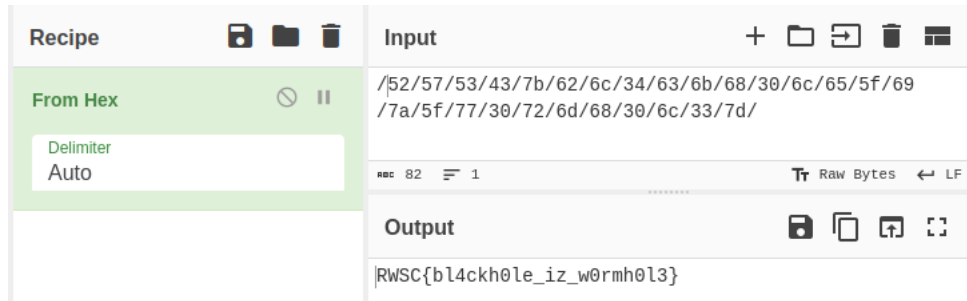 Recipe
Input
From Hex
Delimiter
Auto
/52/57/53/43/7b/62/6c/34/63/6b/68/30/6c/65/5f/69
/7a/5f/77/30/72/6d/68/30/6c/33/7d/
ABC 82 1
Tт Raw Bytes LF
Output
RWSC{bl4ckh0le_iz_w0rmh0l3}